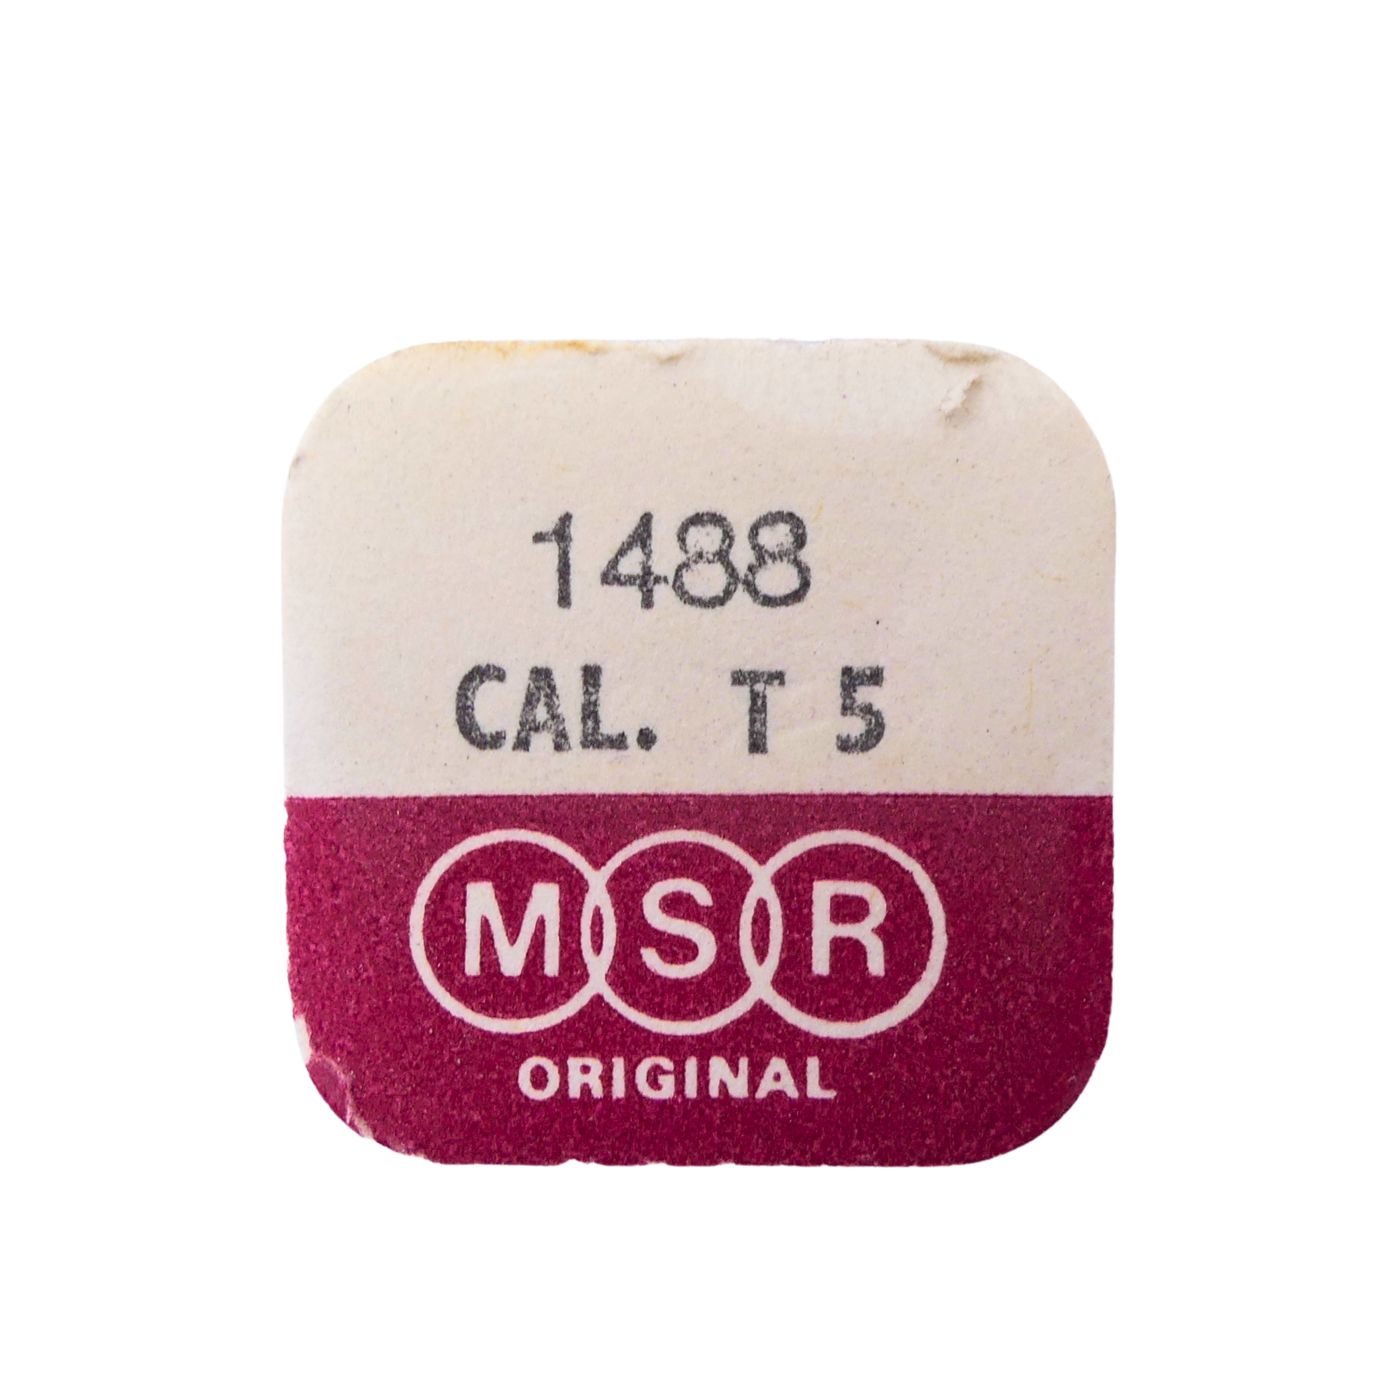 1488
CAL. T 5
MSR
ORIGINAL